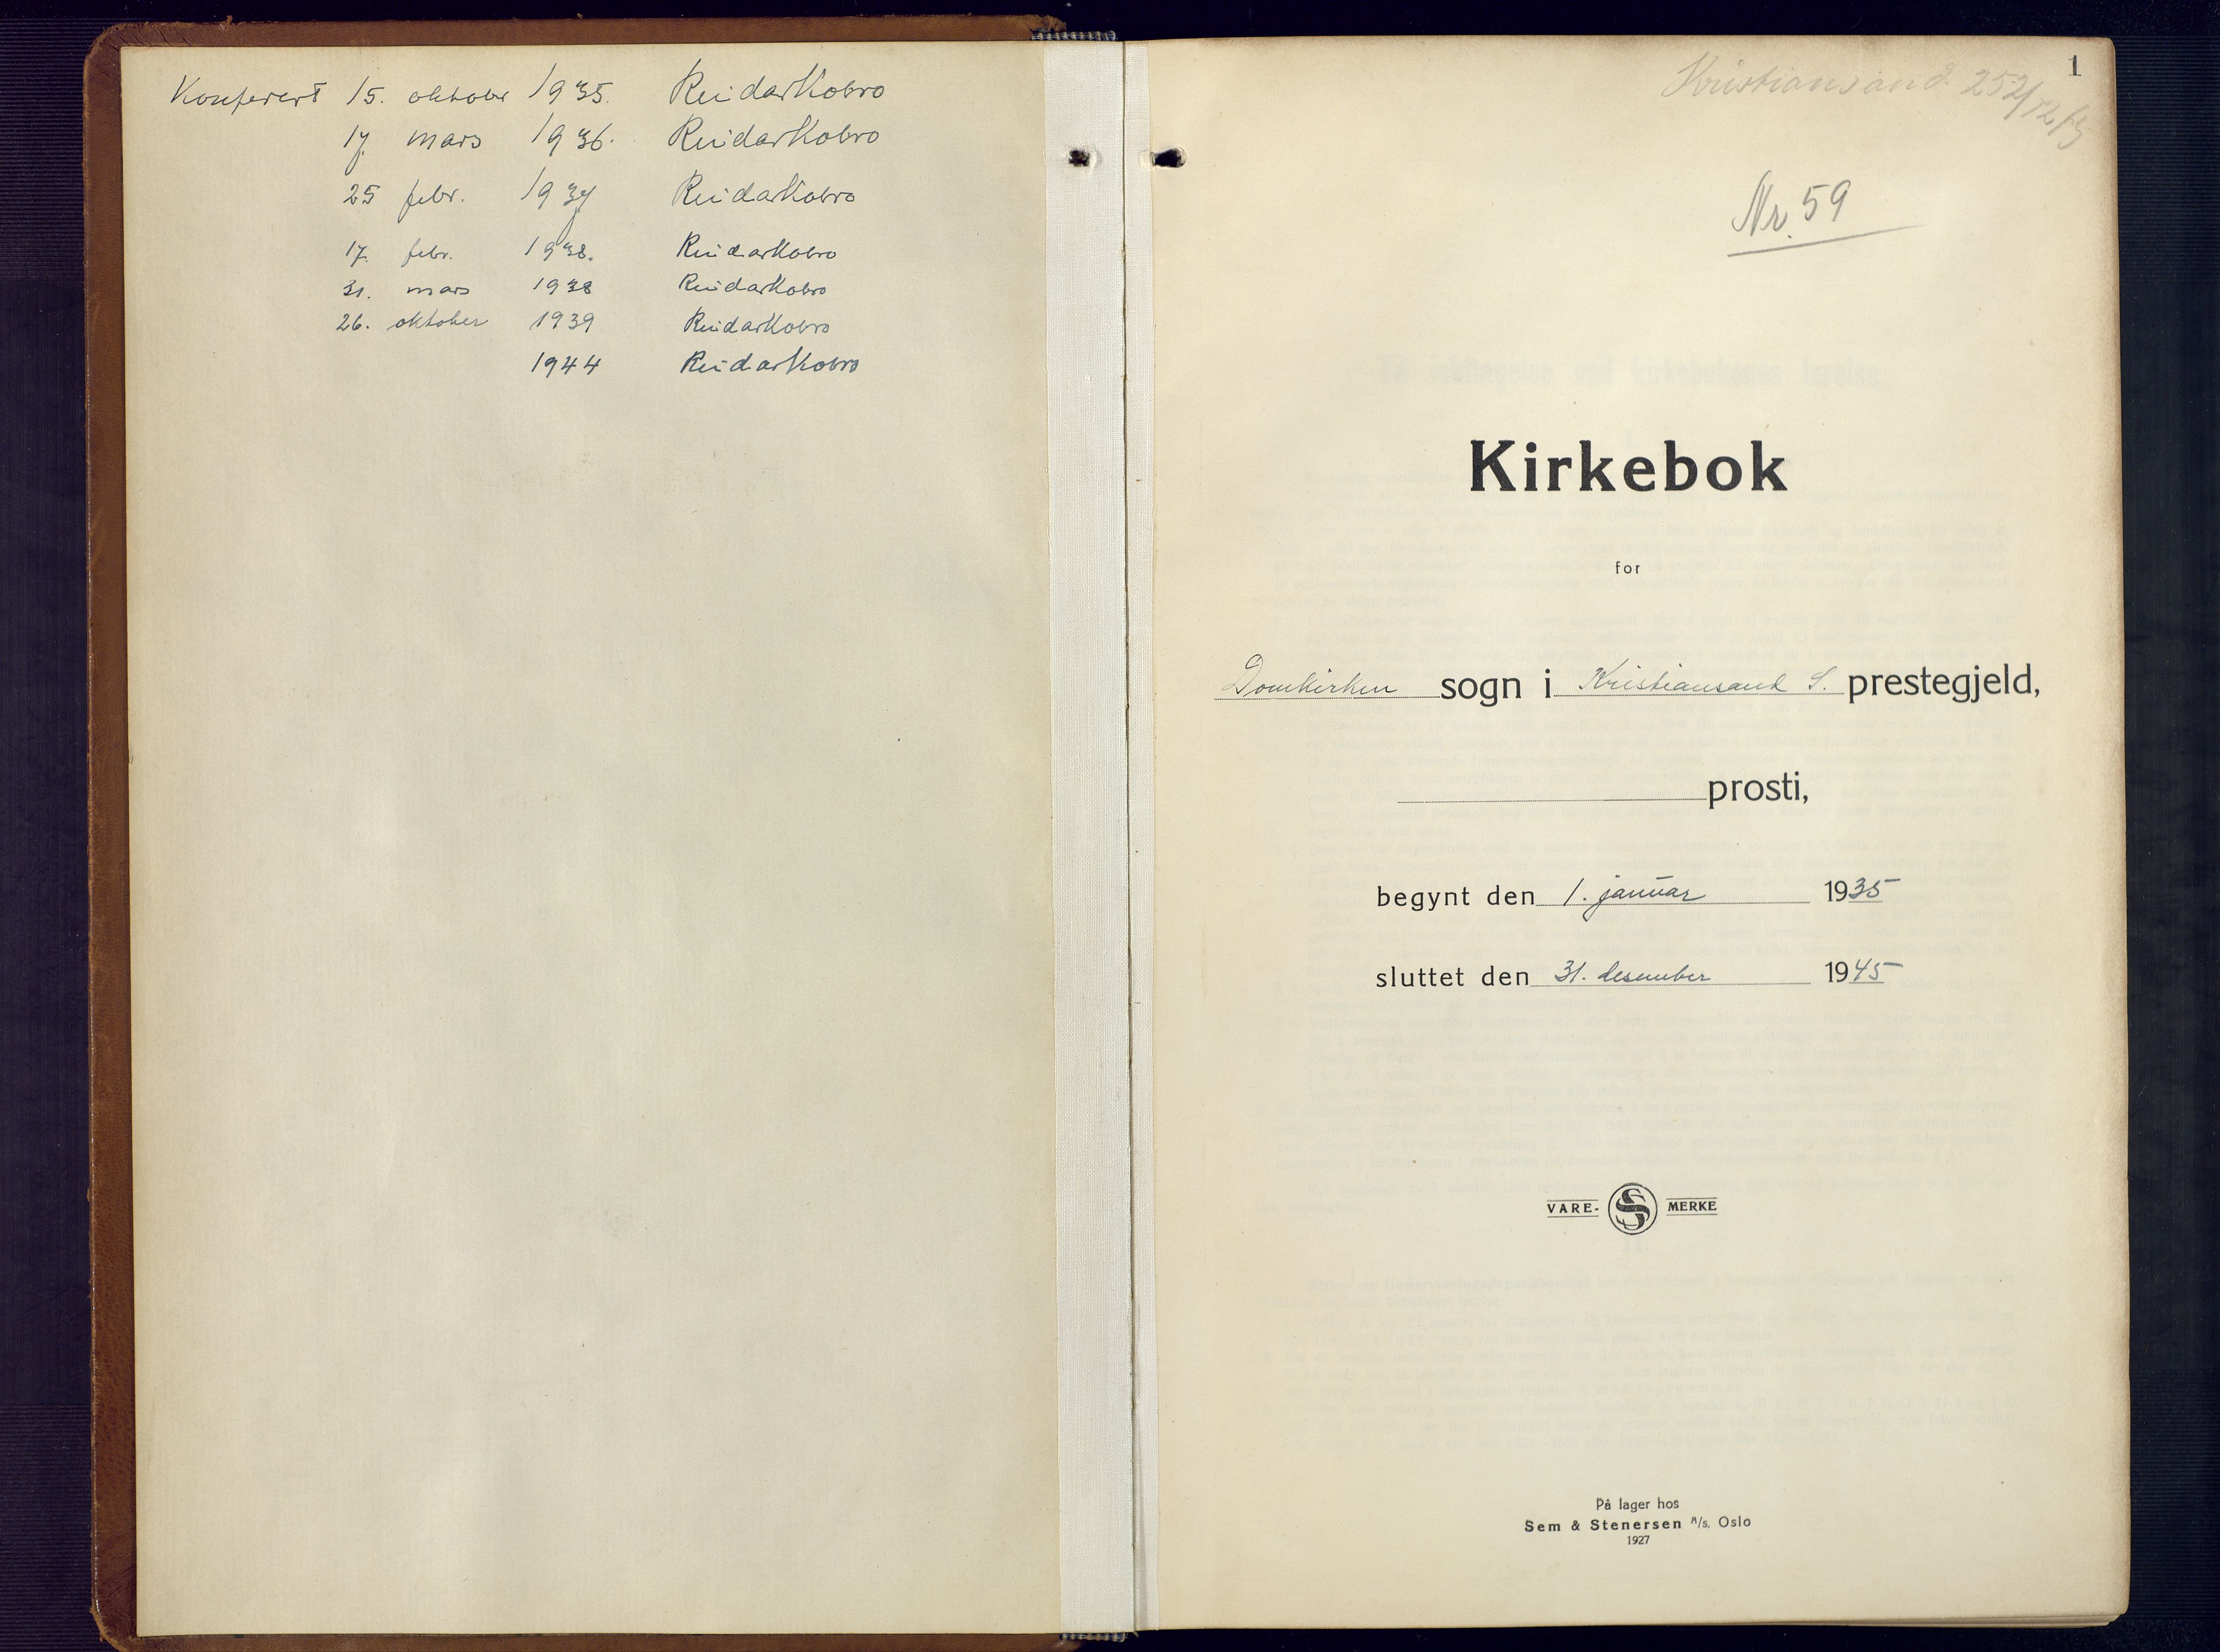 Konferert 15. oktober 1935. Reidar Kobro
17. mars 1936. Reidar Kobro
25 febr. 1937 Reidar Kobro
17. febr. 1938. Reidar Kobro
31. mars 1938 Reidar Kobro
26. oktober 1939 Reidar Kobro
1944 Reidar Kobro
1
Kristiansand 252/72
Nr. 59
Kirkebok
for
Domkirken sogn i Kristiansand S. prestegjeld,
prosti,
begynt den 1. januar 1935
sluttet den 31. desember 1945
VARE- SS MERKE
På lager hos
Sem & Stenersen A/s, Oslo
1927